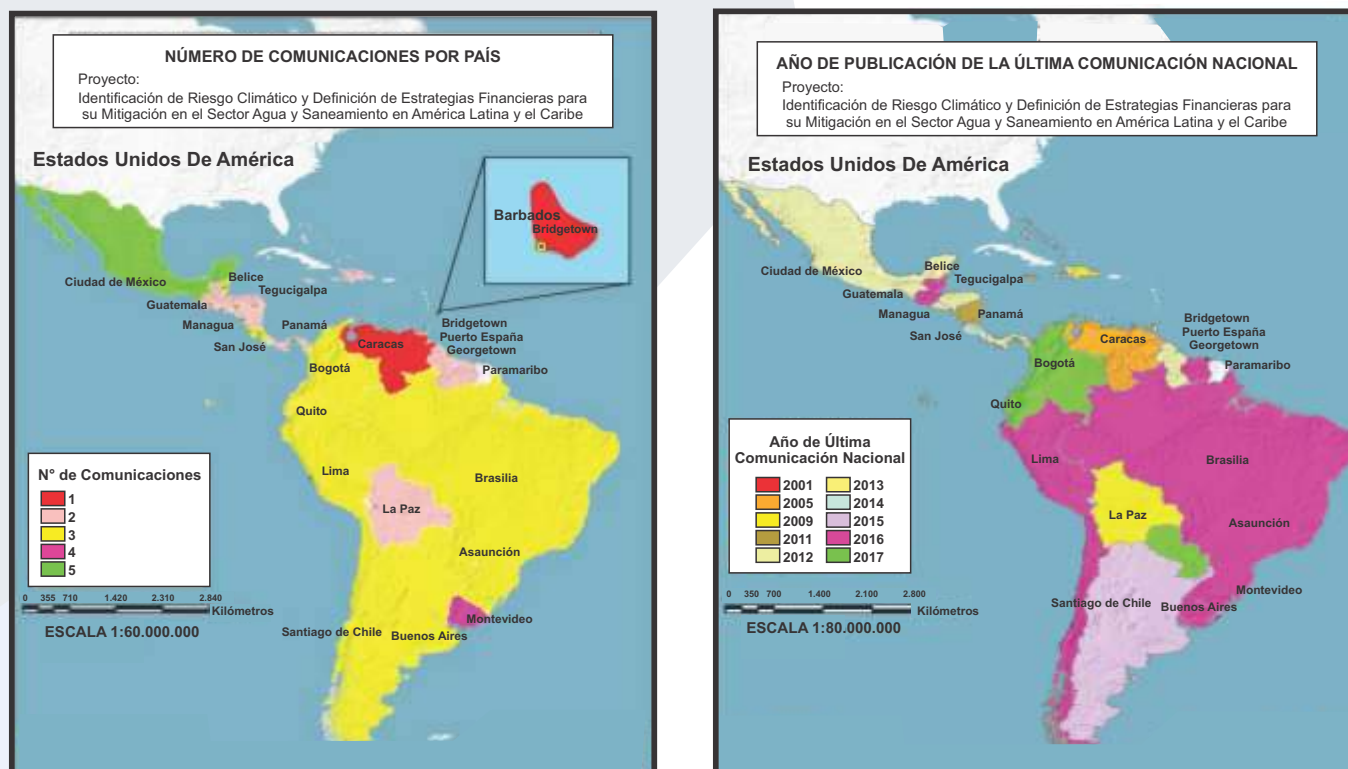 NÚMERO DE COMUNICACIONES POR PAÍS
Proyecto:
Identificación de Riesgo Climático y Definición de Estrategias Financieras para
su Mitigación en el Sector Agua y Saneamiento en América Latina y el Caribe
Estados Unidos De América
Barbados
Bridgetown
Ciudad de México
Belice
Tegucigalpa
Guatemala
Managua
Panamá
San José
Caracas
Bridgetown
Puerto España
Georgetown
Paramaribo
Bogotá
Quito
Lima
Brasilia
La Paz
Asaunción
Montevideo
Santiago de Chile
Buenos Aires
N° de Comunicaciones
1
2
3
4
5
0 355 710 1.420 2.310 2.840
Kilómetros
ESCALA 1:60.000.000
AÑO DE PUBLICACIÓN DE LA ÚLTIMA COMUNICACIÓN NACIONAL
Proyecto:
Identificación de Riesgo Climático y Definición de Estrategias Financieras para
su Mitigación en el Sector Agua y Saneamiento en América Latina y el Caribe
Estados Unidos De América
Ciudad de México
Belice
Tegucigalpa
Guatemala
Managua
Panamá
San José
Caracas
Bridgetown
Puerto España
Georgetown
Paramaribo
Bogotá
Quito
Lima
Brasilia
La Paz
Asaunción
Montevideo
Santiago de Chile
Buenos Aires
Año de Última
Comunicación Nacional
2001 2013
2005 2014
2009 2015
2011 2016
2012 2017
0 350 700 1.400 2.100 2.800
Kilómetros
ESCALA 1:80.000.000